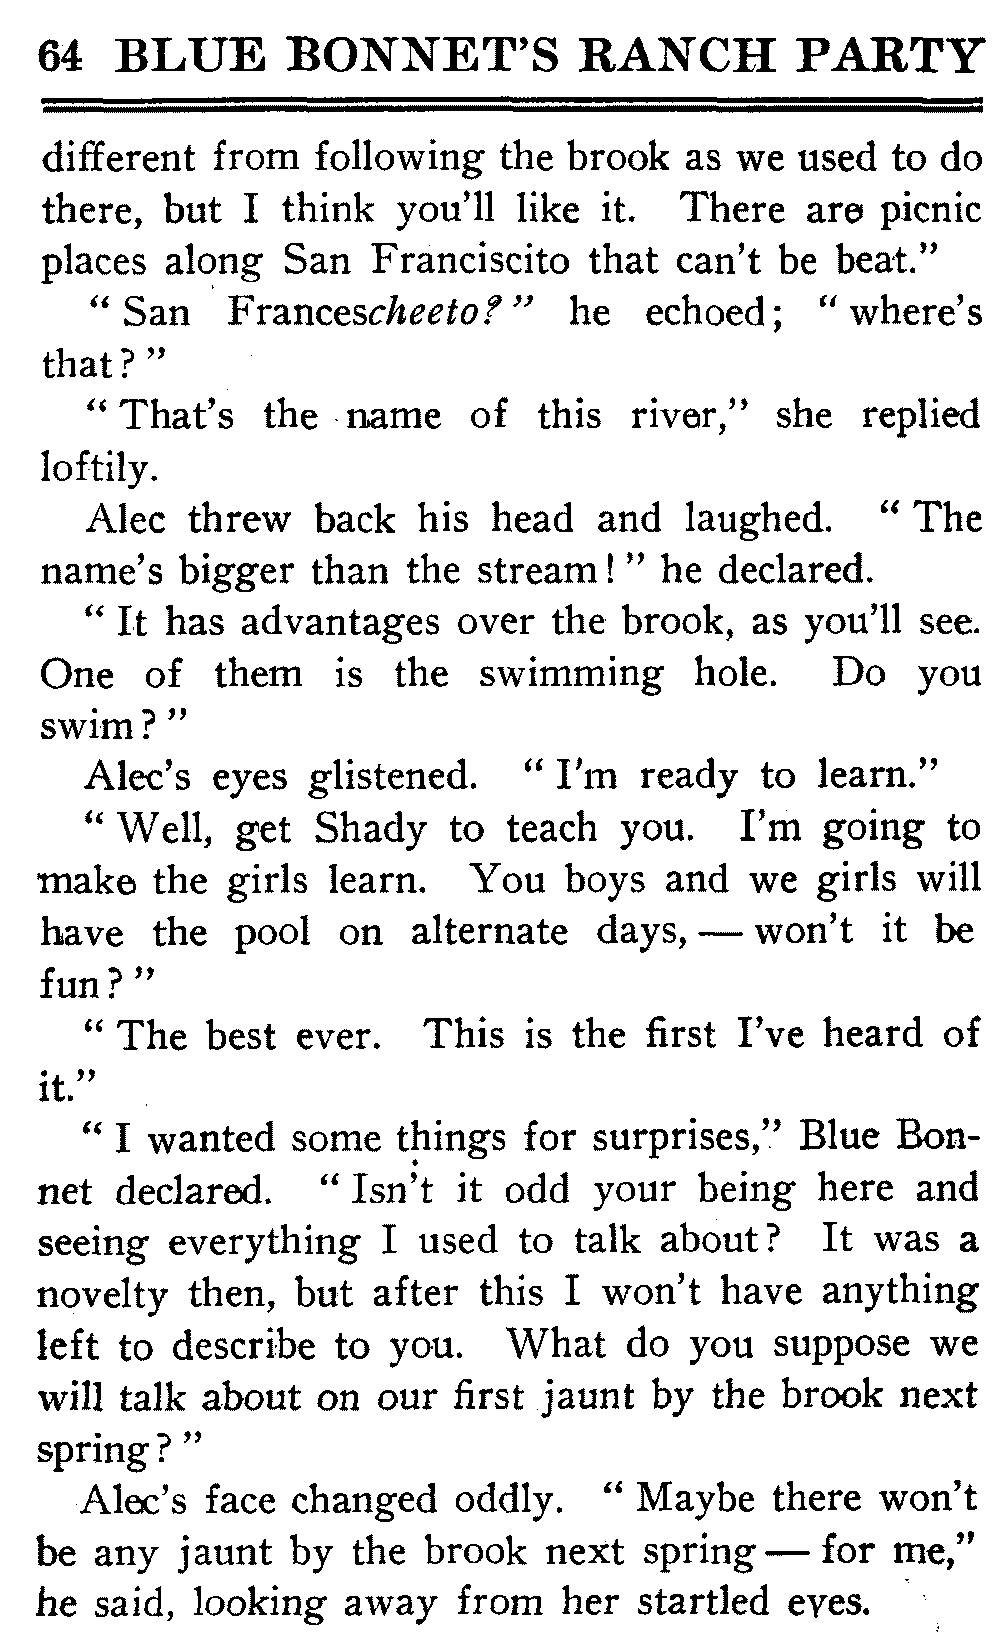 64 BLUE BONNET'S RANCH PARTY
different from following the brook as we used to do
there, but I think you'll like it. There are picnic
places along San Franciscito that can't be beat."
"San Francescheeto?" he echoed; "where's
that?"
"That's the name of this river," she replied
loftily.
Alec threw back his head and laughed. "The
name's bigger than the stream!" he declared.
"It has advantages over the brook, as you'll see.
One of them is the swimming hole. Do you
swim?"
Alec's eyes glistened. "I'm ready to learn."
"Well, get Shady to teach you. I'm going to
make the girls learn. You boys and we girls will
have the pool on alternate days, — won't it be
fun?"
"The best ever. This is the first I've heard of
it."
"I wanted some things for surprises," Blue Bon-
net declared. "Isn't it odd your being here and
seeing everything I used to talk about? It was a
novelty then, but after this I won't have anything
left to describe to you. What do you suppose we
will talk about on our first jaunt by the brook next
spring?"
Alec's face changed oddly. "Maybe there won't
be any jaunt by the brook next spring — for me,"
he said, looking away from her startled eyes.